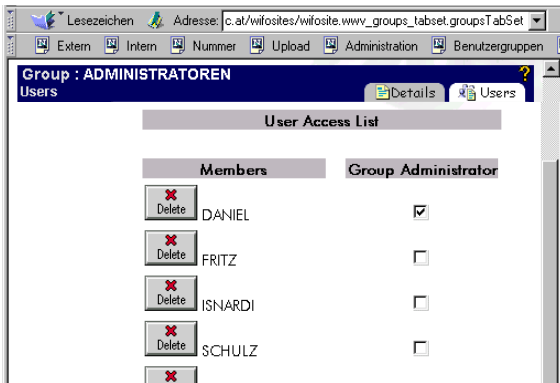 Lesezeichen Adresse: c.at/wifosites/wifosite.wwv_groups_tabset.groupsTabSet
Extern Intern Nummer Upload Administration Benutzergruppen
Group : ADMINISTRATOREN ?
Users Details Users
User Access List
Members Group Administrator
Delete DANIEL
Delete FRITZ
Delete ISNARDI
Delete SCHULZ